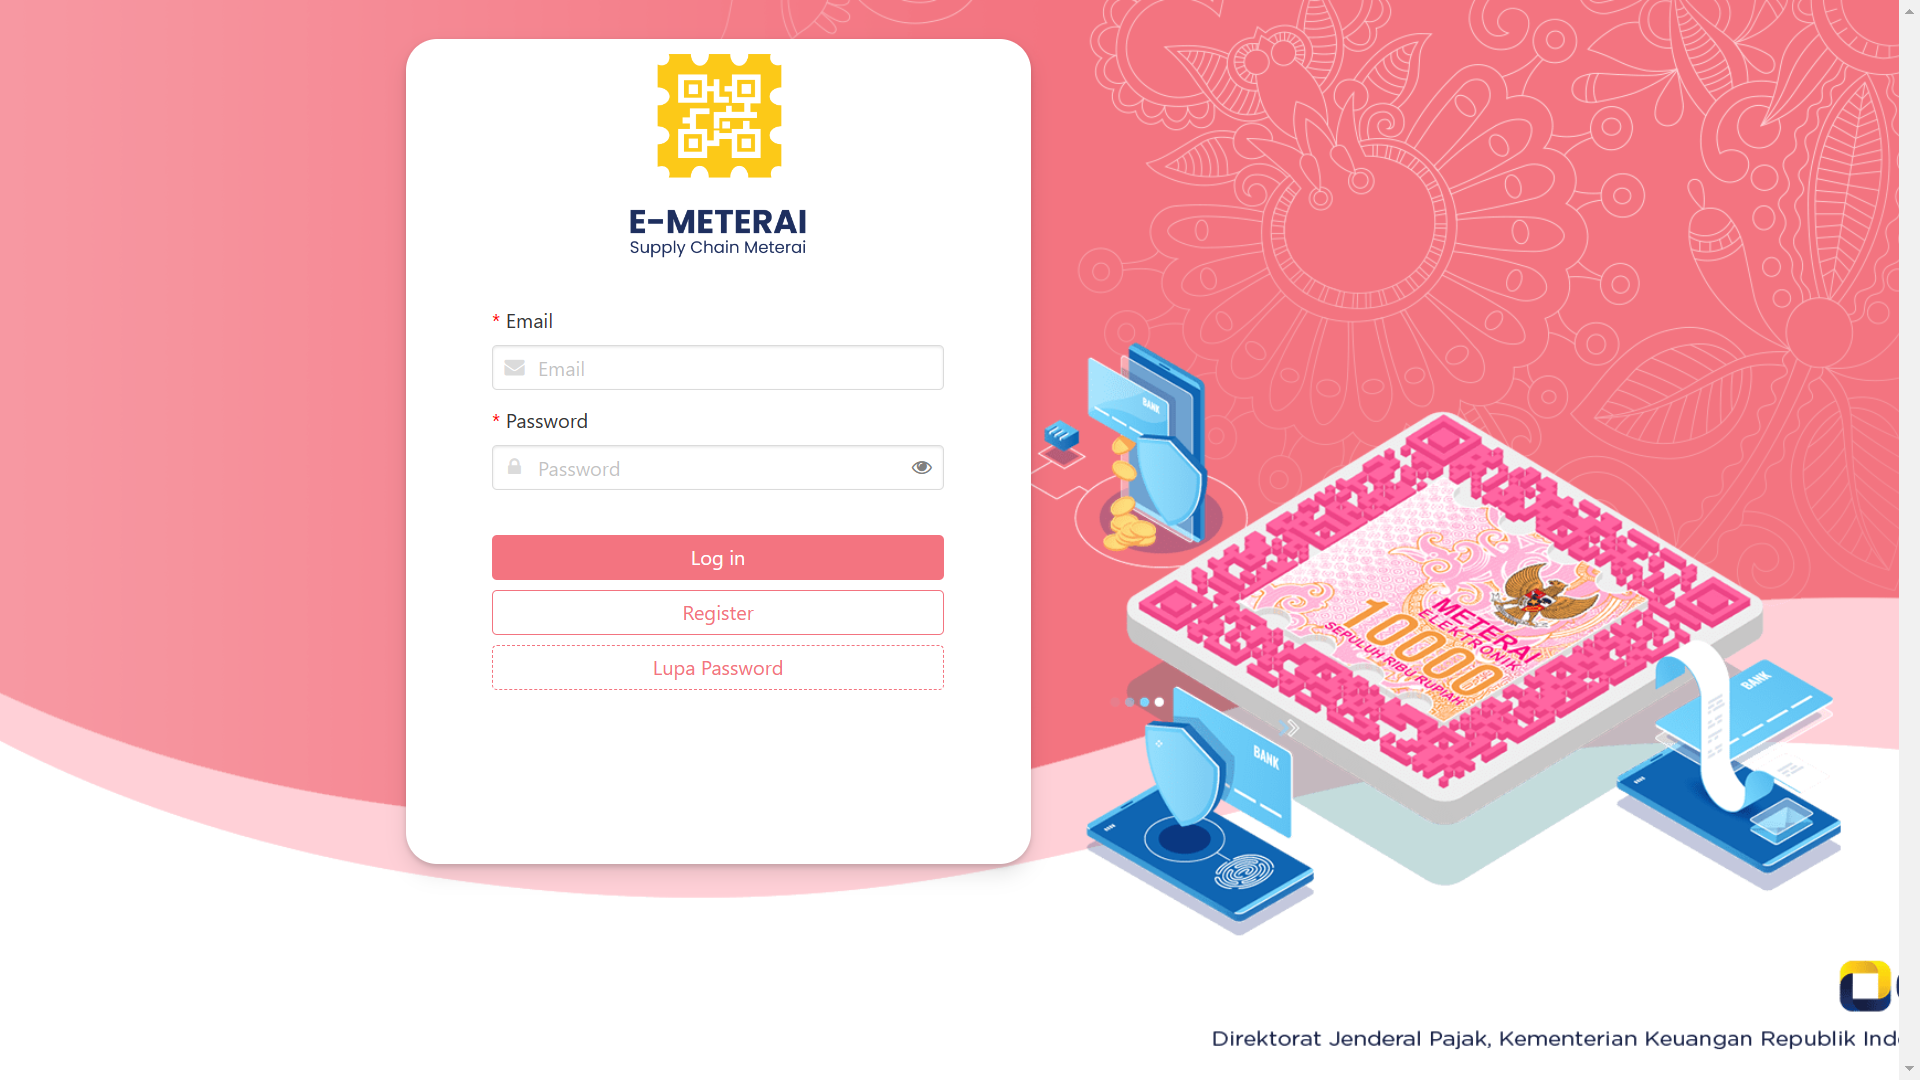 E-METERAI
Supply Chain Meterai
* Email
Email
* Password
Password
Log in
Register
Lupa Password
BANK
METERAI
ELEKTRONIK
10000
SEPULUH RIBU RUPIAH
BANK
BANK
Direktorat Jenderal Pajak, Kementerian Keuangan Republik Ind